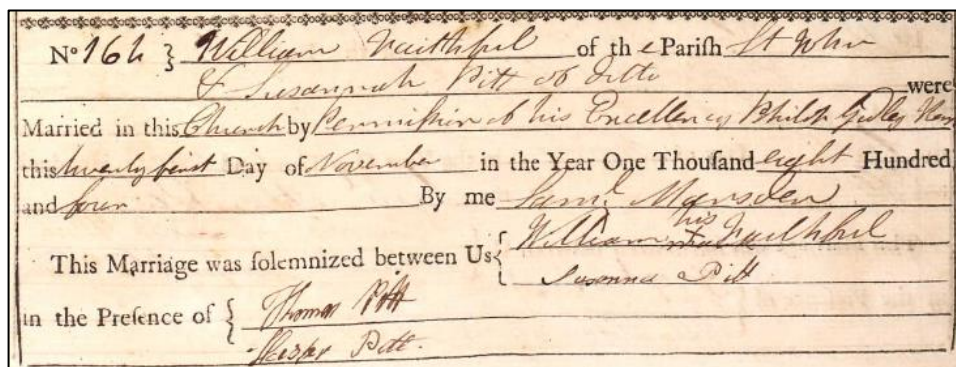 No 164 } William Faithful of the Parish St John
& Susannah Pitt of ditto were
Married in this Church by Permission of his Excellency Philip Gidley King
this twenty first Day of November in the Year One Thouſand eight Hundred
and four By me Saml Marsden
his
This Marriage was ſolemnized between Us { William Faithful
Susanna Pitt
in the Preſence of { Thomas Pitt
Hester Pitt.